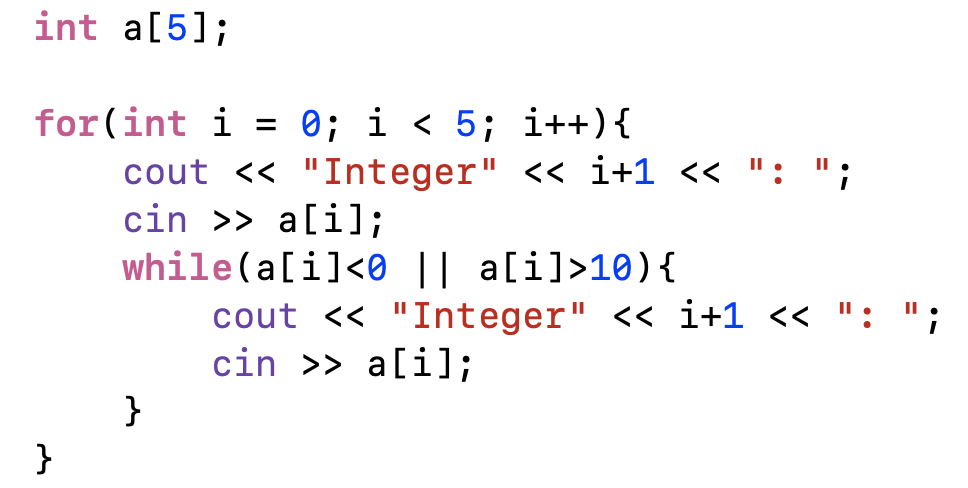 int a[5];
for(int i = 0; i < 5; i++){
cout << "Integer" << i+1 << ": ";
cin >> a[i];
while(a[i]<0 || a[i]>10){
cout << "Integer" << i+1 << ": ";
cin >> a[i];
}
}